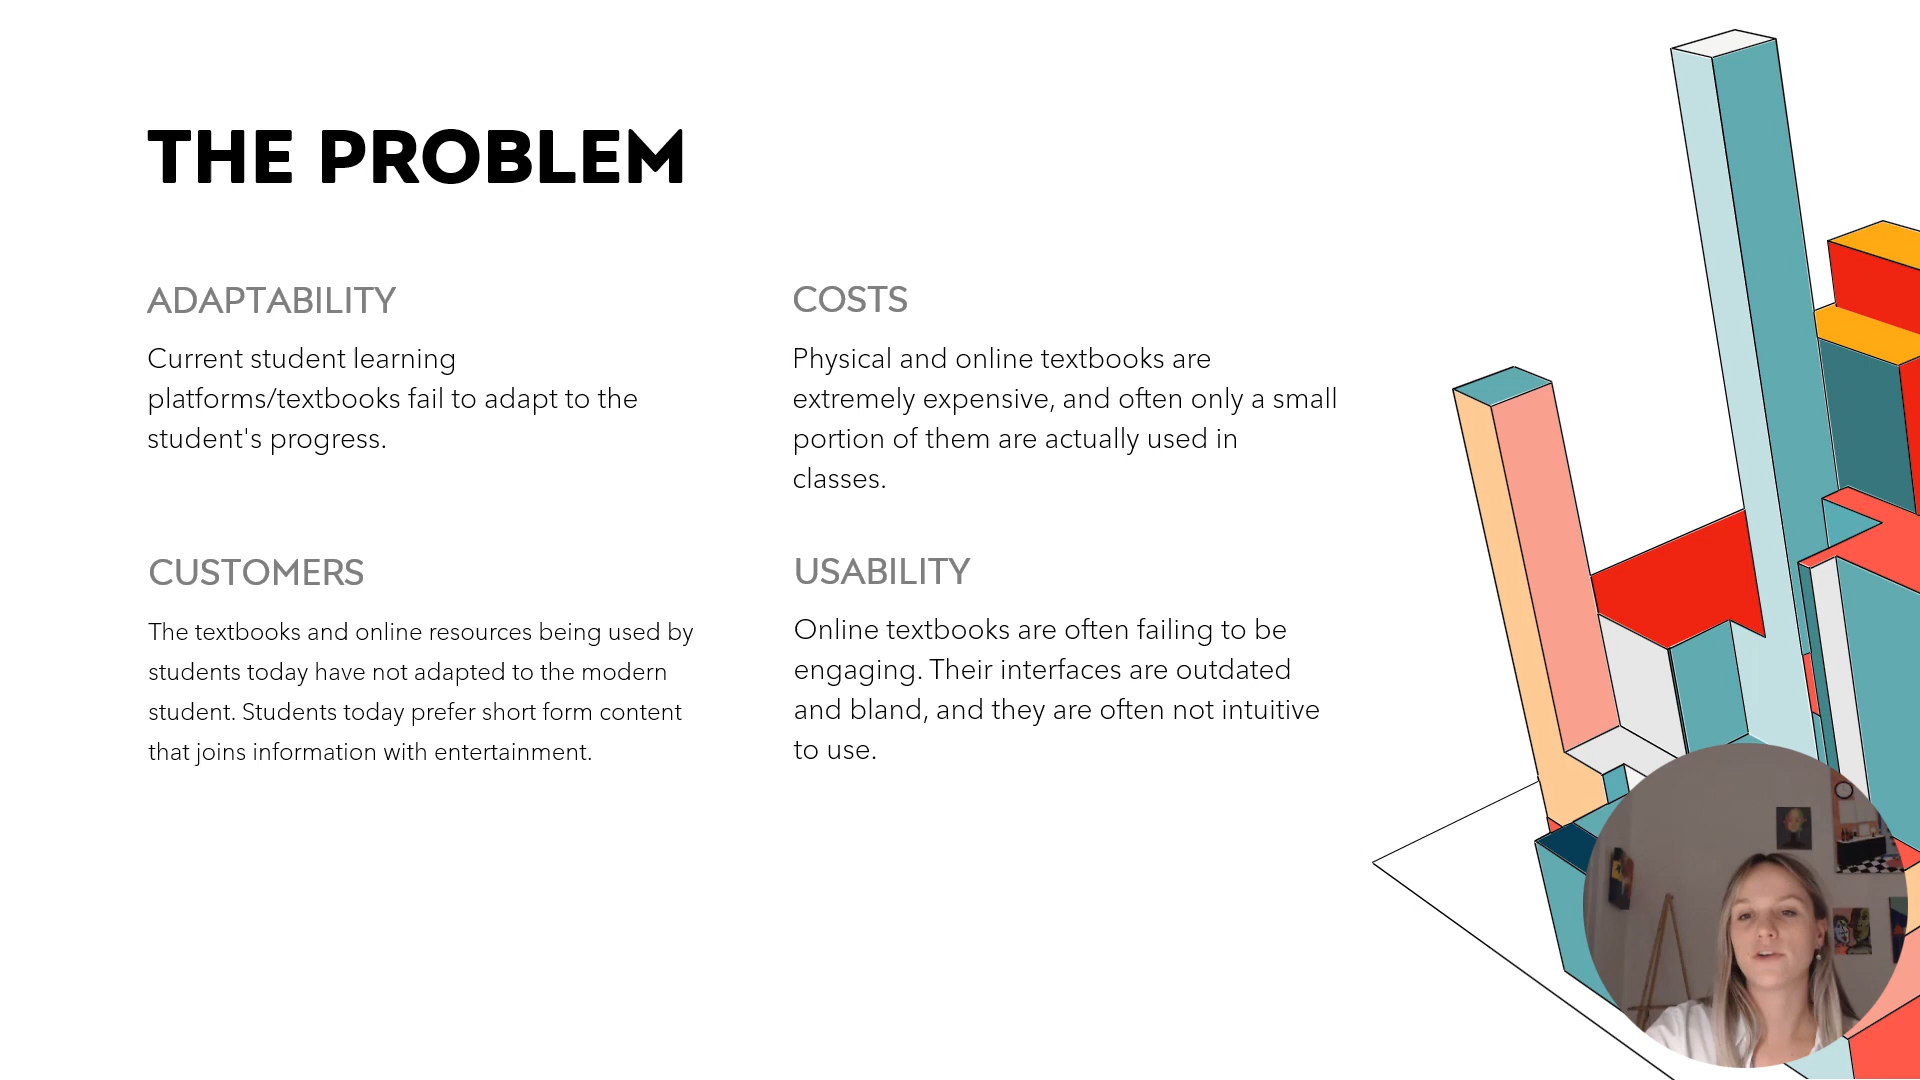 THE PROBLEM
ADAPTABILITY
Current student learning
platforms/textbooks fail to adapt to the
student's progress.
COSTS
Physical and online textbooks are
extremely expensive, and often only a small
portion of them are actually used in
classes.
CUSTOMERS
The textbooks and online resources being used by
students today have not adapted to the modern
student. Students today prefer short form content
that joins information with entertainment.
USABILITY
Online textbooks are often failing to be
engaging. Their interfaces are outdated
and bland, and they are often not intuitive
to use.